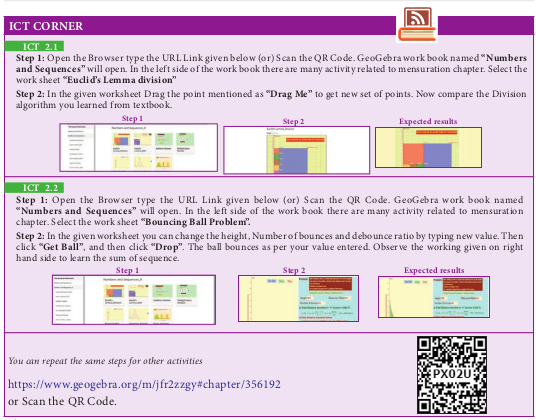 ICT CORNER
ICT 2.1
Step 1: Open the Browser type the URL Link given below (or) Scan the QR Code. GeoGebra work book named “Numbers
and Sequences” will open. In the left side of the work book there are many activity related to mensuration chapter. Select the
work sheet “Euclid’s Lemma division”
Step 2: In the given worksheet Drag the point mentioned as “Drag Me” to get new set of points. Now compare the Division
algorithm you learned from textbook.
Step 1
Step 2
Expected results
ICT 2.2
Step 1: Open the Browser type the URL Link given below (or) Scan the QR Code. GeoGebra work book named
“Numbers and Sequences” will open. In the left side of the work book there are many activity related to mensuration
chapter. Select the work sheet “Bouncing Ball Problem”.
Step 2: In the given worksheet you can change the height, Number of bounces and debounce ratio by typing new value. Then
click “Get Ball”, and then click “Drop”. The ball bounces as per your value entered. Observe the working given on right
hand side to learn the sum of sequence.
Step 1
Step 2
Expected results
You can repeat the same steps for other activities
https://www.geogebra.org/m/jfr2zzgy#chapter/356192
or Scan the QR Code.
PX02U